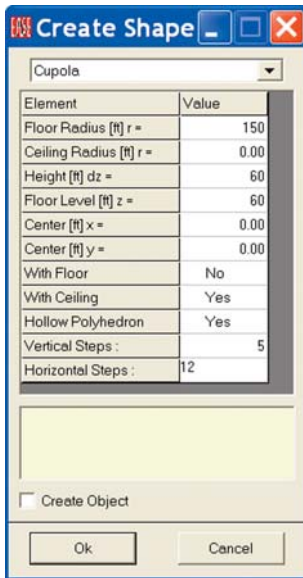 EASE Create Shape
Cupola
Element Value
Floor Radius [ft] r = 150
Ceiling Radius [ft] r = 0.00
Height [ft] dz = 60
Floor Level [ft] z = 60
Center [ft] x = 0.00
Center [ft] y = 0.00
With Floor No
With Ceiling Yes
Hollow Polyhedron Yes
Vertical Steps : 5
Horizontal Steps : 12
Create Object
Ok Cancel